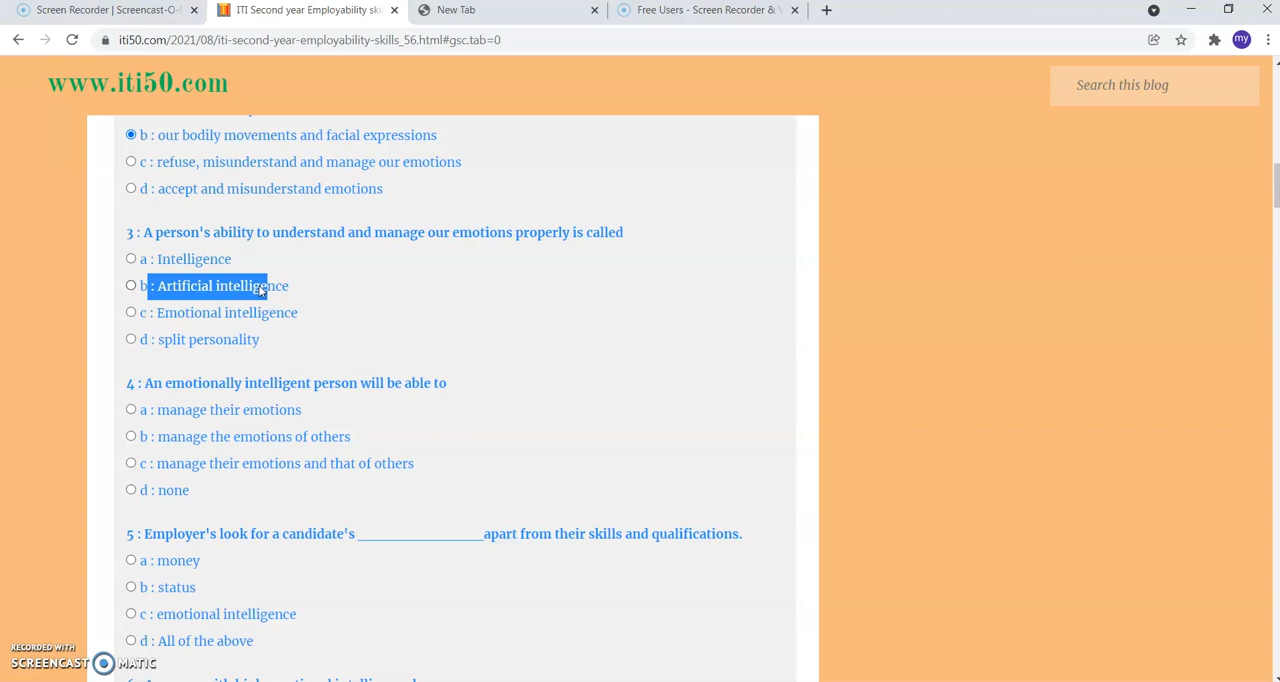 Screen Recorder | Screencast-O-
ITI Second year Employability ski
New Tab
Free Users - Screen Recorder & V
iti50.com/2021/08/iti-second-year-employability-skills_56.html#gsc.tab=0
my
www.iti50.com
Search this blog
b : our bodily movements and facial expressions
c : refuse, misunderstand and manage our emotions
d : accept and misunderstand emotions
3 : A person's ability to understand and manage our emotions properly is called
a : Intelligence
b : Artificial intelligence
c : Emotional intelligence
d : split personality
4 : An emotionally intelligent person will be able to
a : manage their emotions
b : manage the emotions of others
c : manage their emotions and that of others
d : none
5 : Employer's look for a candidate's ________________apart from their skills and qualifications.
a : money
b : status
c : emotional intelligence
d : All of the above
RECORDED WITH
SCREENCAST MATIC